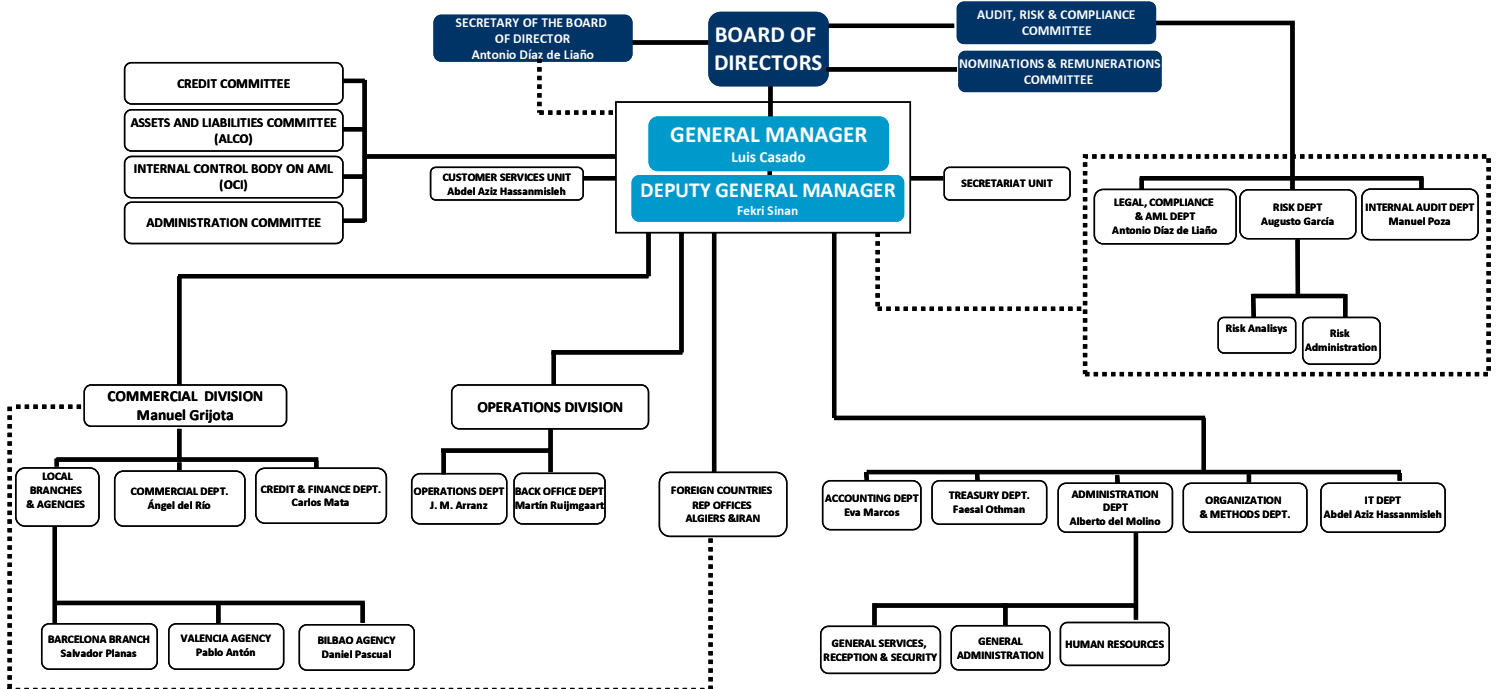 SECRETARY OF THE BOARD
OF DIRECTOR
Antonio Díaz de Liaño
BOARD OF
DIRECTORS
AUDIT, RISK & COMPLIANCE
COMMITTEE
NOMINATIONS & REMUNERATIONS
COMMITTEE
CREDIT COMMITTEE
ASSETS AND LIABILITIES COMMITTEE
(ALCO)
INTERNAL CONTROL BODY ON AML
(OCI)
ADMINISTRATION COMMITTEE
GENERAL MANAGER
Luis Casado
CUSTOMER SERVICES UNIT
Abdel Aziz Hassanmisleh
DEPUTY GENERAL MANAGER
Fekri Sinan
SECRETARIAT UNIT
LEGAL, COMPLIANCE
& AML DEPT
Antonio Díaz de Liaño
RISK DEPT
Augusto García
INTERNAL AUDIT DEPT
Manuel Poza
Risk Analisys
Risk
Administration
COMMERCIAL DIVISION
Manuel Grijota
OPERATIONS DIVISION
LOCAL
BRANCHES
& AGENCIES
COMMERCIAL DEPT.
Ángel del Río
CREDIT & FINANCE DEPT.
Carlos Mata
OPERATIONS DEPT
J. M. Arranz
BACK OFFICE DEPT
Martín Ruijmgaart
FOREIGN COUNTRIES
REP OFFICES
ALGIERS &IRAN
ACCOUNTING DEPT
Eva Marcos
TREASURY DEPT.
Faesal Othman
ADMINISTRATION
DEPT
Alberto del Molino
ORGANIZATION
& METHODS DEPT.
IT DEPT
Abdel Aziz Hassanmisleh
BARCELONA BRANCH
Salvador Planas
VALENCIA AGENCY
Pablo Antón
BILBAO AGENCY
Daniel Pascual
GENERAL SERVICES,
RECEPTION & SECURITY
GENERAL
ADMINISTRATION
HUMAN RESOURCES